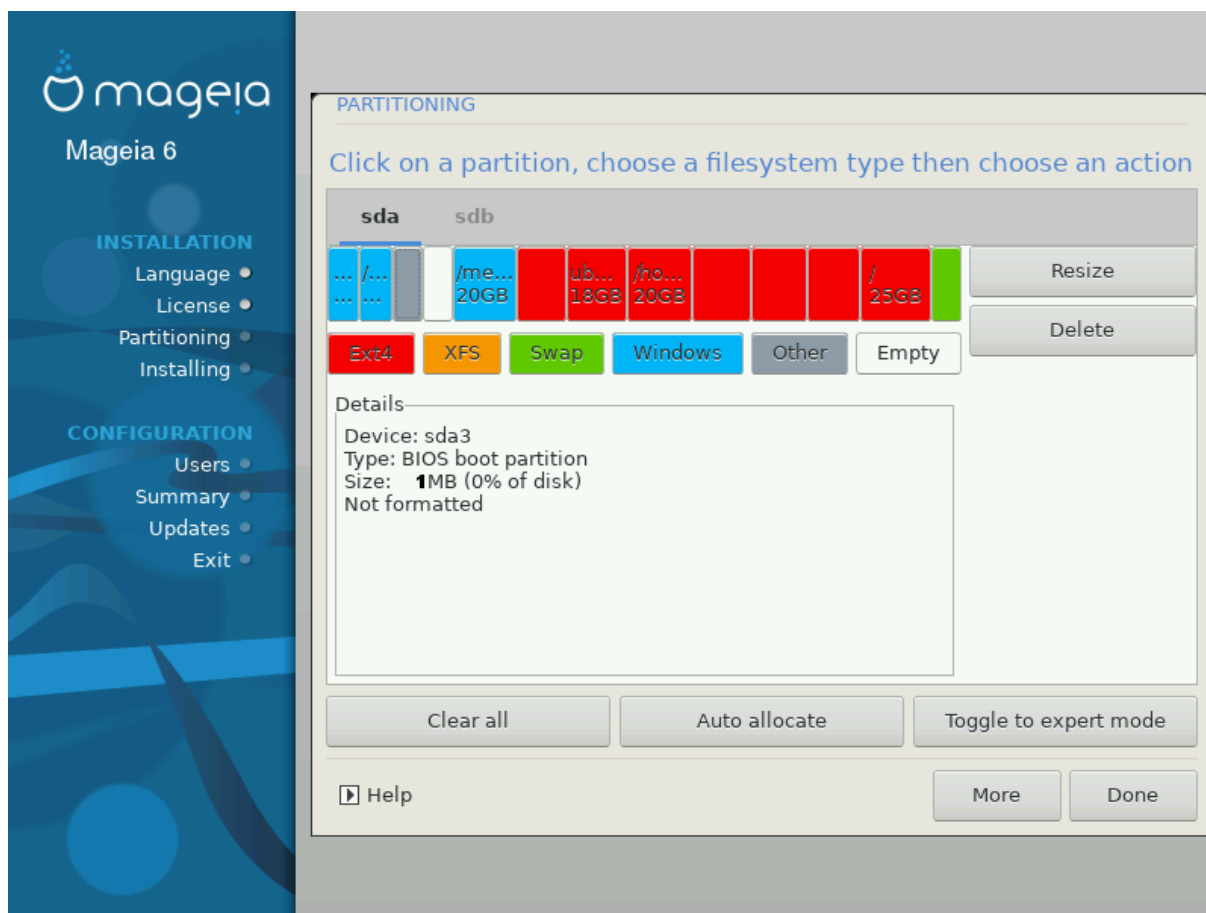 mageia
Mageia 6
INSTALLATION
Language
License
Partitioning
Installing
CONFIGURATION
Users
Summary
Updates
Exit
PARTITIONING
Click on a partition, choose a filesystem type then choose an action
sda sdb
... /... /me... ub... /ho... /
... ... 20GB 18GB 20GB 25GB
Resize
Delete
Ext4 XFS Swap Windows Other Empty
Details
Device: sda3
Type: BIOS boot partition
Size: 1MB (0% of disk)
Not formatted
Clear all Auto allocate Toggle to expert mode
Help More Done